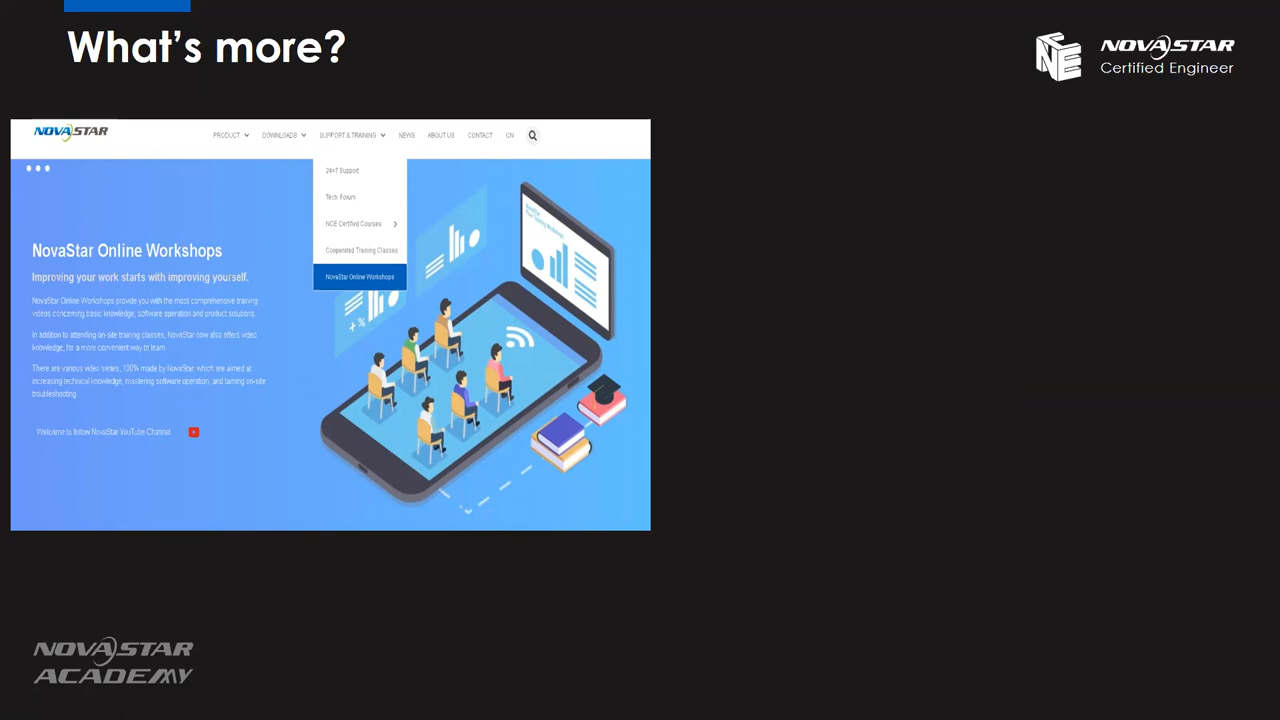 What's more?
NCE
NOVASTAR
Certified Engineer
NOVASTAR
PRODUCT
DOWNLOADS
SUPPORT & TRAINING
NEWS
ABOUT US
CONTACT
CN
24×7 Support
Tech Forum
NCE Certified Courses
Cooperated Training Classes
NovaStar Online Workshops
NovaStar Online Workshops
Improving your work starts with improving yourself.
NovaStar Online Workshops provide you with the most comprehensive training
videos concerning basic knowledge, software operation and product solutions.
In addition to attending on-site training classes, NovaStar now also offers video
knowledge, for a more convenient way to learn.
There are various video series, 100% made by NovaStar, which are aimed at
increasing technical knowledge, mastering software operation, and taming on-site
troubleshooting.
Welcome to follow NovaStar YouTube Channel
%
NOVASTAR
ACADEMY